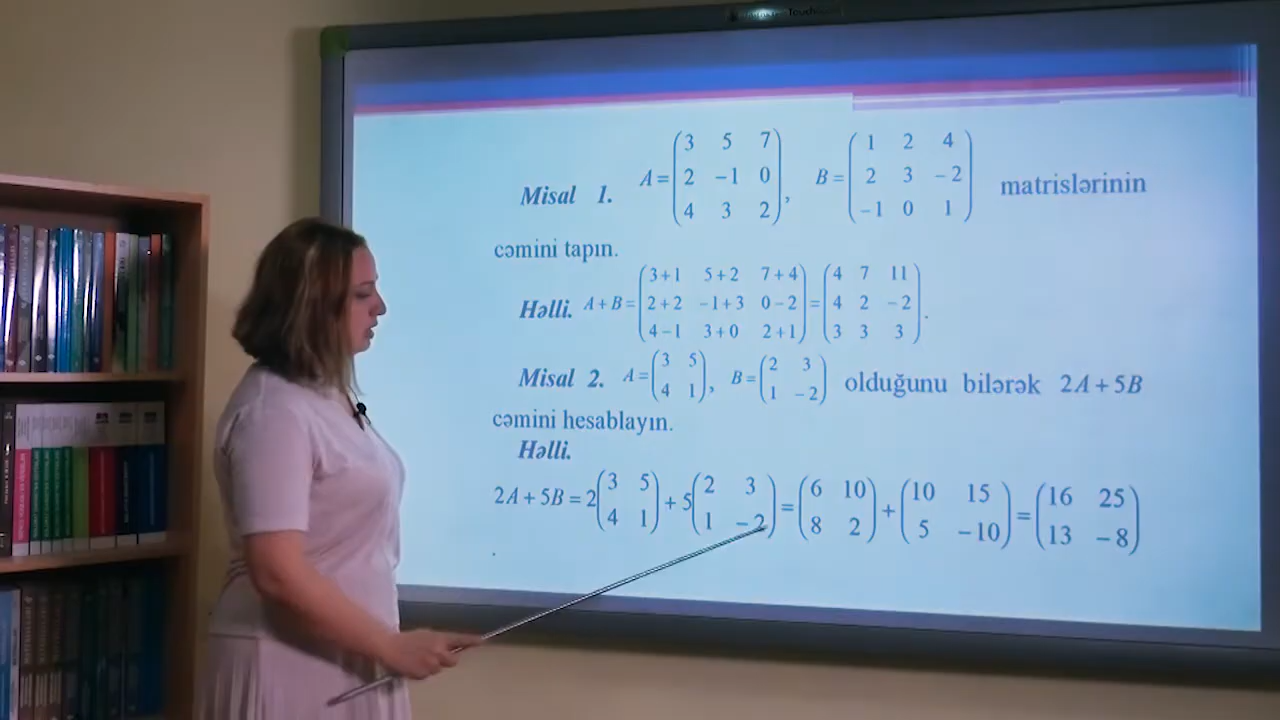 Misal 1. A = (3 5 7; 2 −1 0; 4 3 2), B = (1 2 4; 2 3 −2; −1 0 1) matrislərinin
cəmini tapın.
Həlli. A + B = (3+1 5+2 7+4; 2+2 −1+3 0−2; 4−1 3+0 2+1) = (4 7 11; 4 2 −2; 3 3 3).
Misal 2. A = (3 5; 4 1), B = (2 3; 1 −2) olduğunu bilərək 2A + 5B
cəmini hesablayın.
Həlli.
2A + 5B = 2(3 5; 4 1) + 5(2 3; 1 −2) = (6 10; 8 2) + (10 15; 5 −10) = (16 25; 13 −8)